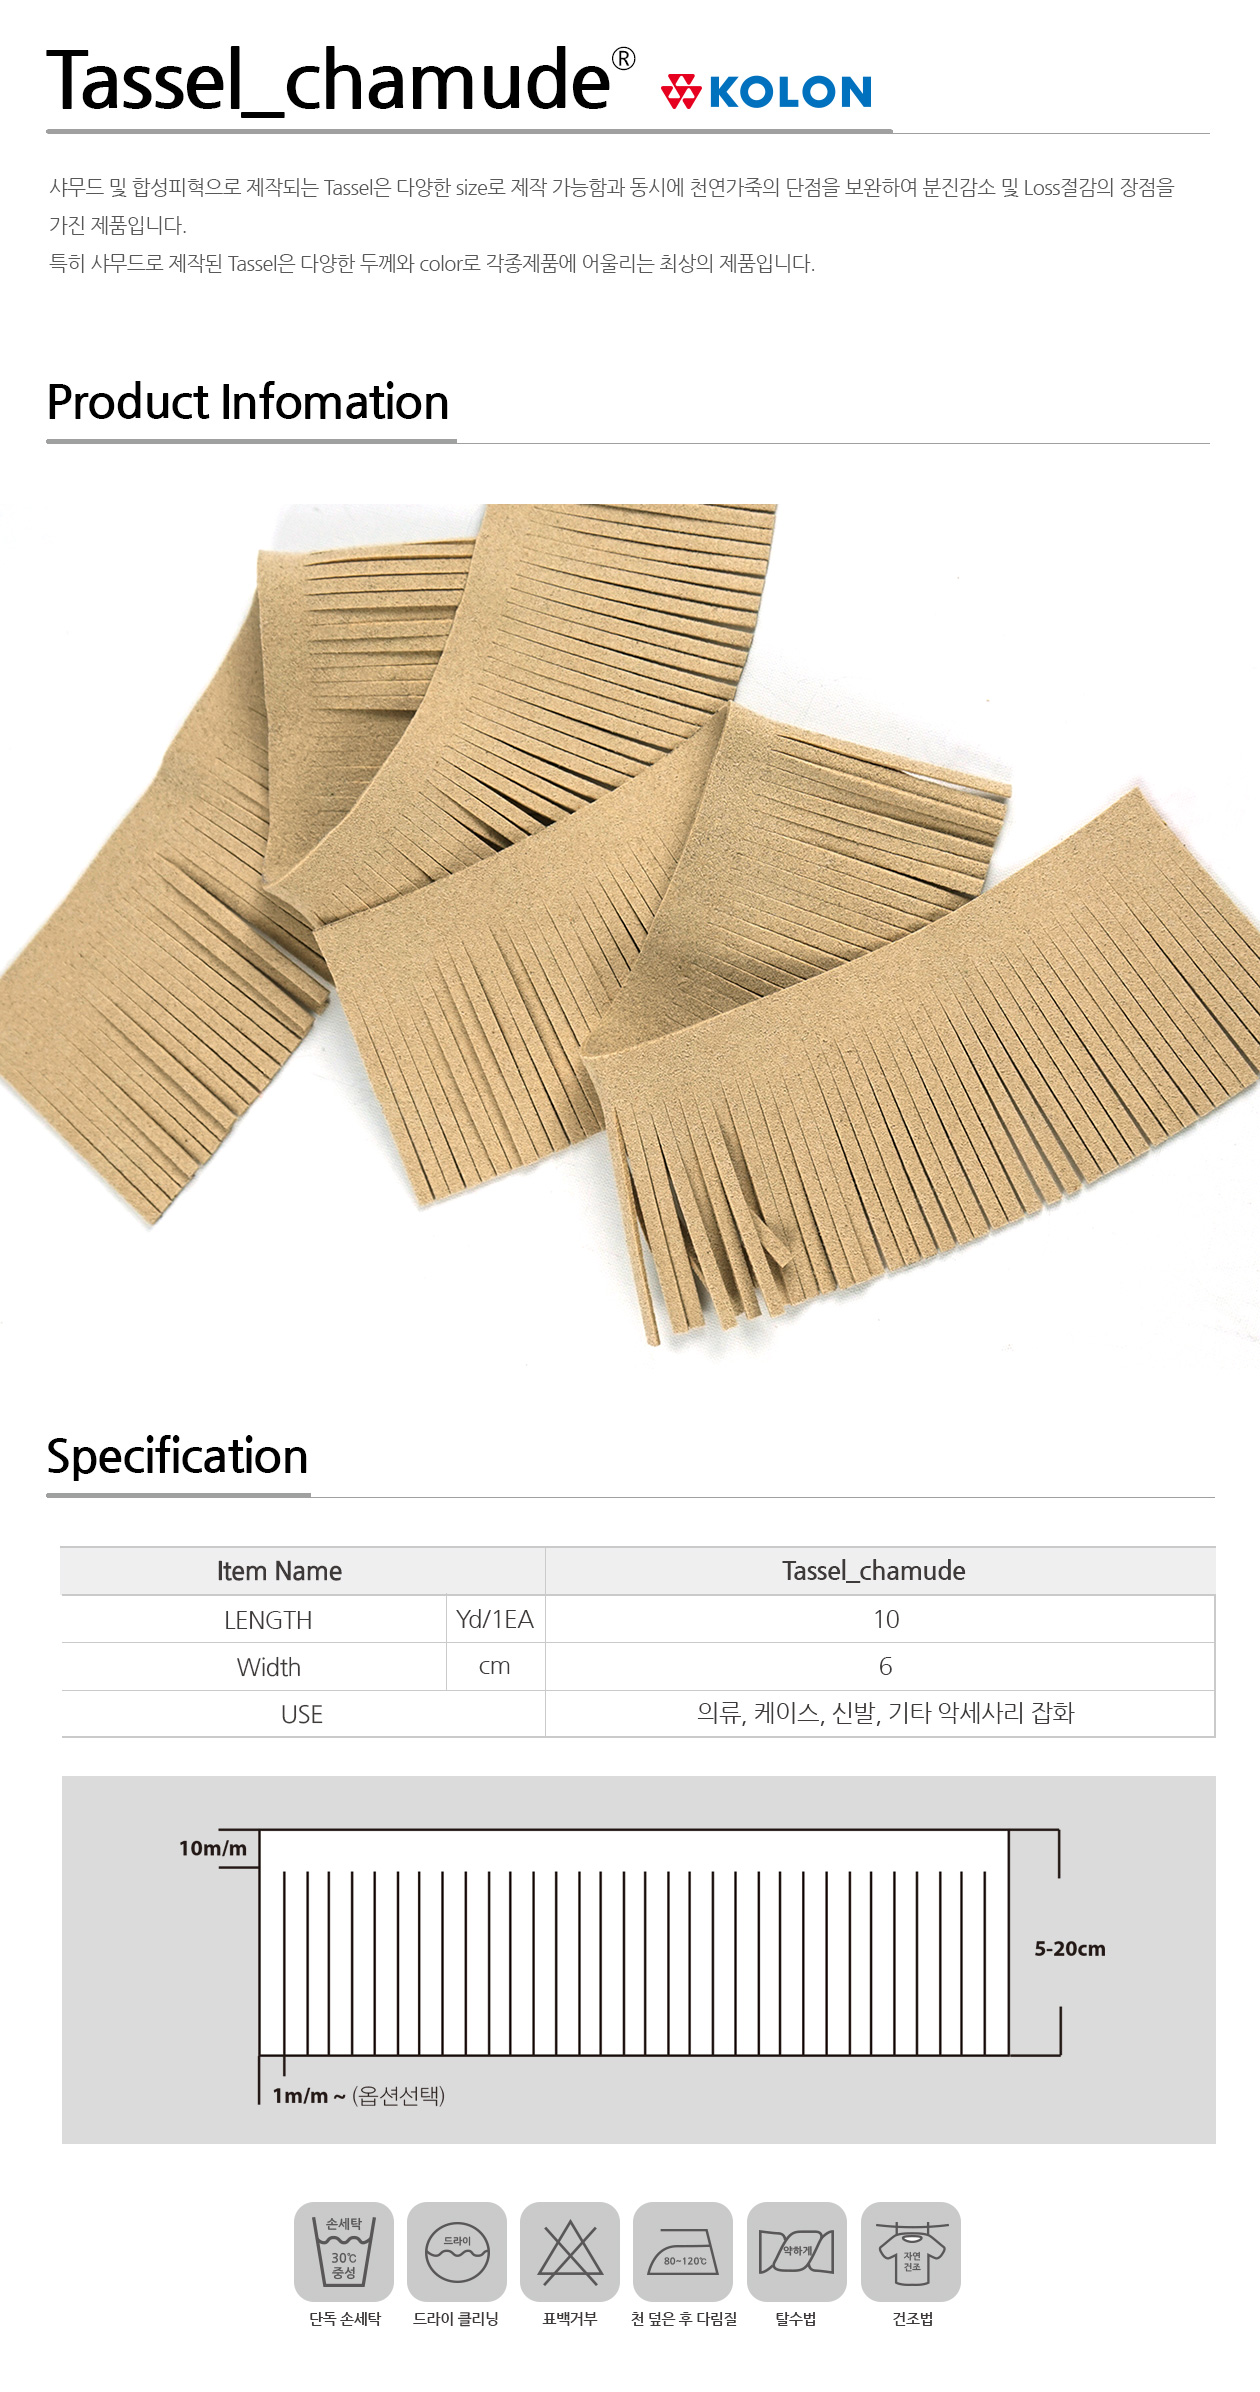 Tassel_chamude® KOLON
샤무드 및 합성피혁으로 제작되는 Tassel은 다양한 size로 제작 가능함과 동시에 천연가죽의 단점을 보완하여 분진감소 및 Loss절감의 장점을
가진 제품입니다.
특히 샤무드로 제작된 Tassel은 다양한 두께와 color로 각종제품에 어울리는 최상의 제품입니다.
Product Infomation
Specification
Item Name Tassel_chamude
LENGTH Yd/1EA 10
Width cm 6
USE 의류, 케이스, 신발, 기타 악세사리 잡화
10m/m
5-20cm
1m/m ~ (옵션선택)
손세탁
30℃
중성
드라이
80~120℃
약하게
자연
건조
단독 손세탁 드라이 클리닝 표백거부 천 덮은 후 다림질 탈수법 건조법